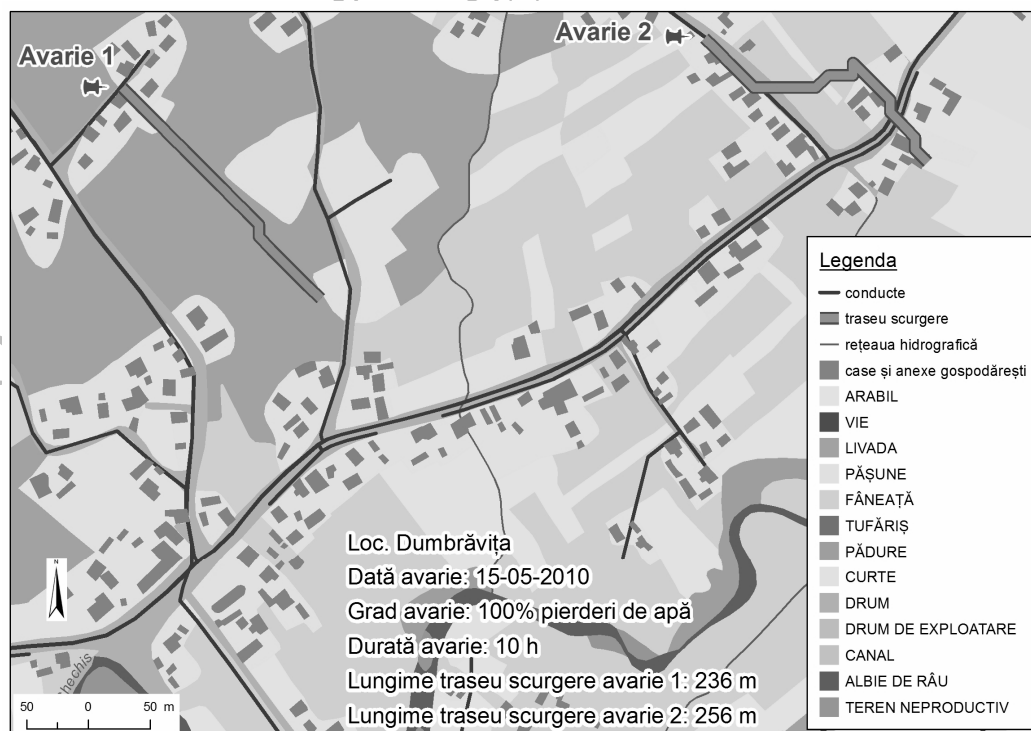 Avarie 1
Avarie 2
Legenda
conducte
traseu scurgere
rețeaua hidrografică
case și anexe gospodărești
ARABIL
VIE
LIVADA
PĂȘUNE
FÂNEAȚĂ
TUFĂRIȘ
PĂDURE
CURTE
DRUM
DRUM DE EXPLOATARE
CANAL
ALBIE DE RÂU
TEREN NEPRODUCTIV
Loc. Dumbrăvița
Dată avarie: 15-05-2010
Grad avarie: 100% pierderi de apă
Durată avarie: 10 h
Lungime traseu scurgere avarie 1: 236 m
Lungime traseu scurgere avarie 2: 256 m
N
50 0 50 m